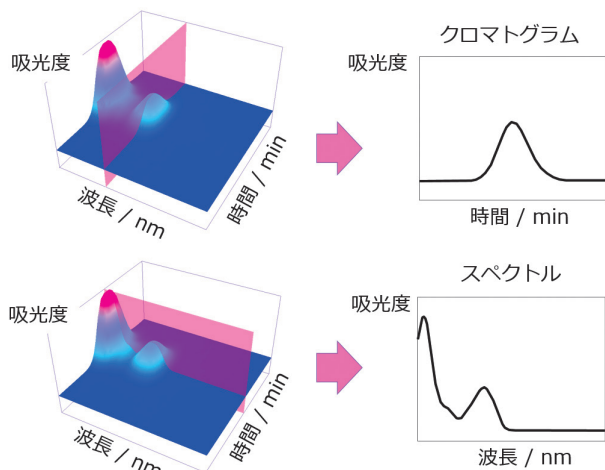 吸光度
波長 / nm
時間 / min
クロマトグラム
吸光度
時間 / min
吸光度
波長 / nm
時間 / min
スペクトル
吸光度
波長 / nm